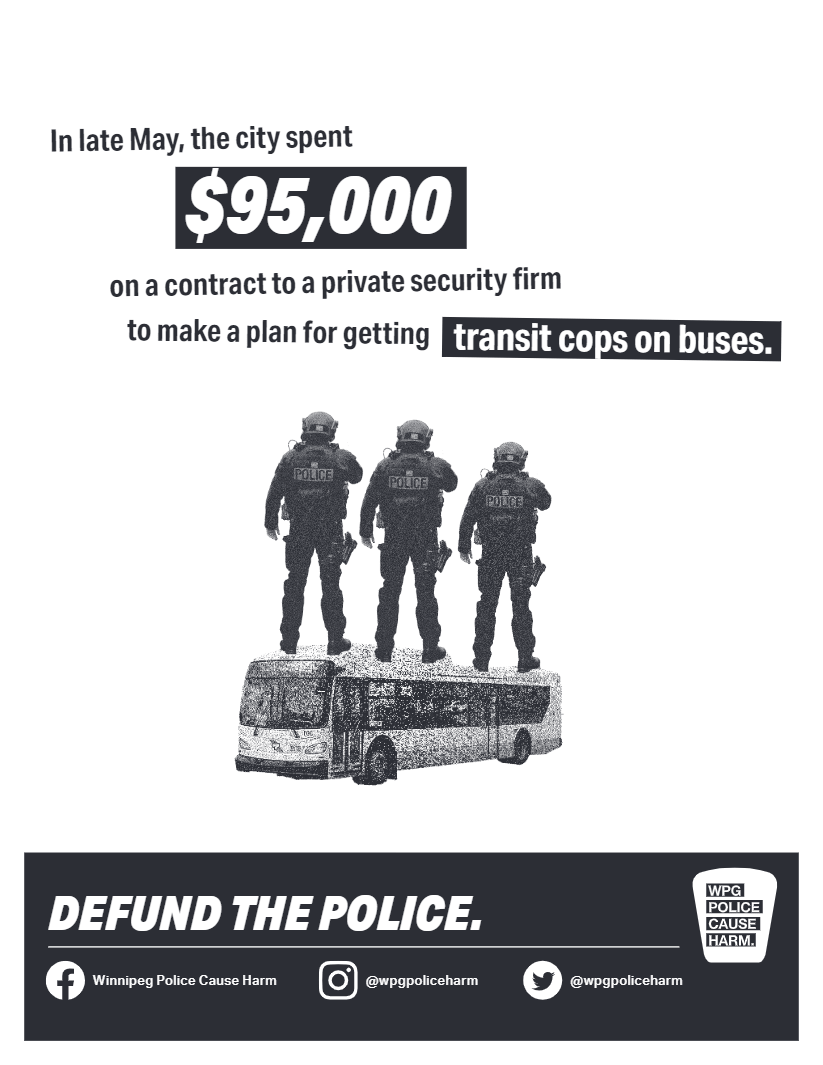 In late May, the city spent
$95,000
on a contract to a private security firm
to make a plan for getting transit cops on buses.
POLICE
POLICE
POLICE
DEFUND THE POLICE.
WPG
POLICE
CAUSE
HARM.
Winnipeg Police Cause Harm @wpgpoliceharm @wpgpoliceharm